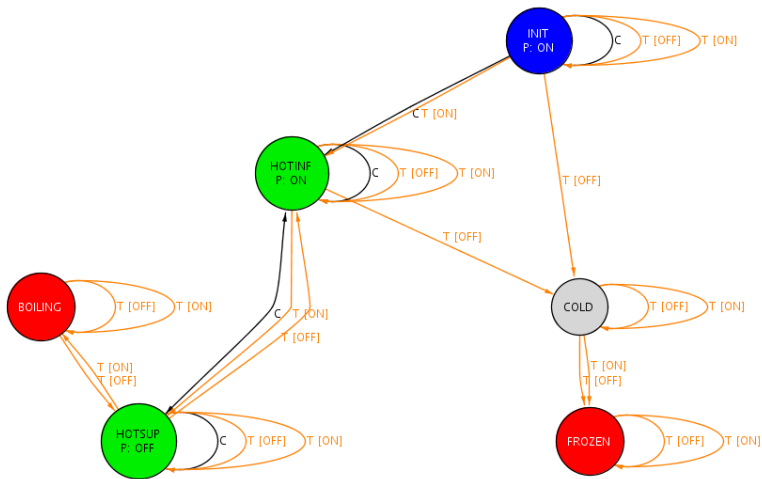 INIT
P: ON
C
T [OFF]
T [ON]
C
T [ON]
HOTINF
P: ON
C
T [OFF]
T [ON]
T [OFF]
T [OFF]
BOILING
T [OFF]
T [ON]
C
T [ON]
T [OFF]
COLD
T [OFF]
T [ON]
T [ON]
T [OFF]
T [ON]
T [OFF]
HOTSUP
P: OFF
C
T [OFF]
T [ON]
FROZEN
T [OFF]
T [ON]